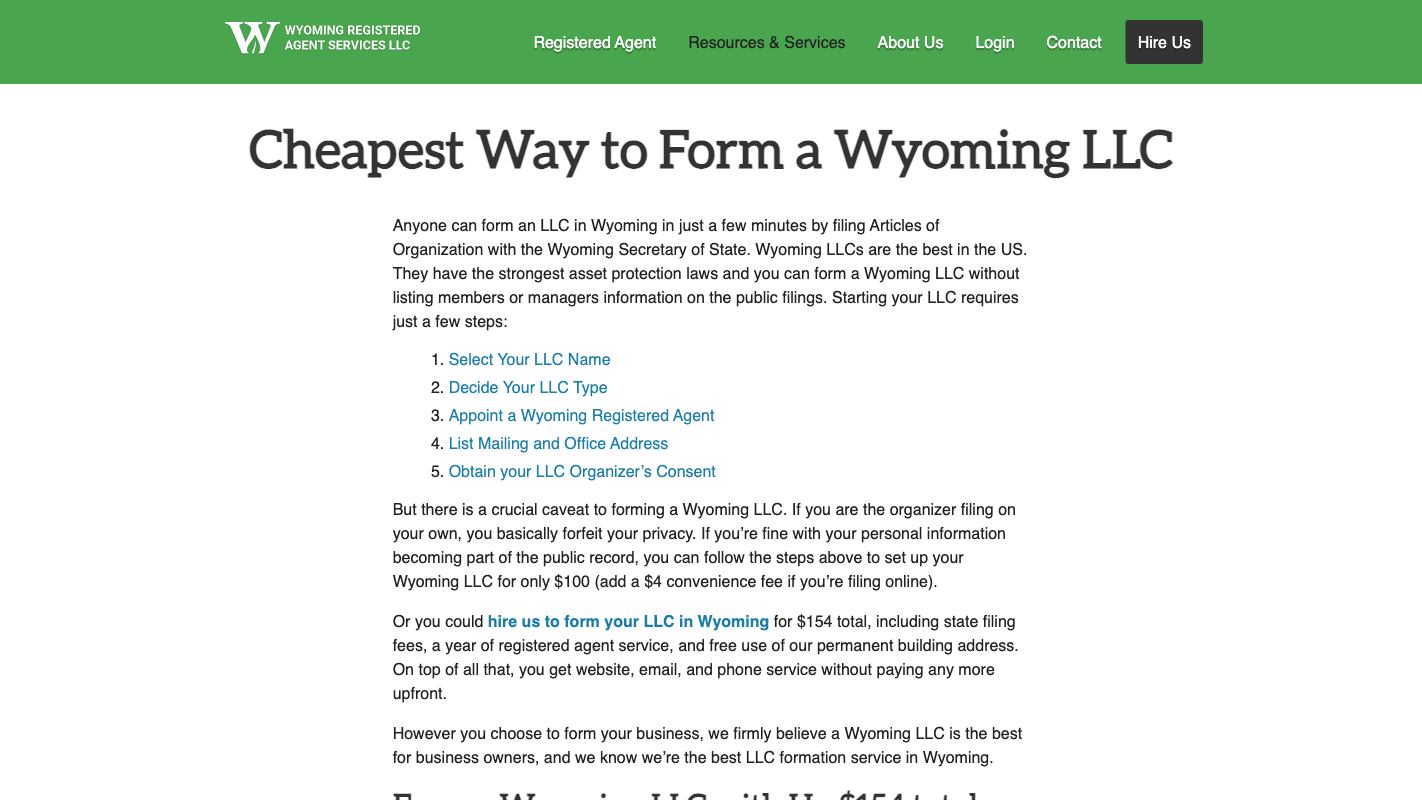 WYOMING REGISTERED
AGENT SERVICES LLC
Registered Agent
Resources & Services
About Us
Login
Contact
Hire Us
Cheapest Way to Form a Wyoming LLC
Anyone can form an LLC in Wyoming in just a few minutes by filing Articles of
Organization with the Wyoming Secretary of State. Wyoming LLCs are the best in the US.
They have the strongest asset protection laws and you can form a Wyoming LLC without
listing members or managers information on the public filings. Starting your LLC requires
just a few steps:
1. Select Your LLC Name
2. Decide Your LLC Type
3. Appoint a Wyoming Registered Agent
4. List Mailing and Office Address
5. Obtain your LLC Organizer’s Consent
But there is a crucial caveat to forming a Wyoming LLC. If you are the organizer filing on
your own, you basically forfeit your privacy. If you’re fine with your personal information
becoming part of the public record, you can follow the steps above to set up your
Wyoming LLC for only $100 (add a $4 convenience fee if you’re filing online).
Or you could hire us to form your LLC in Wyoming for $154 total, including state filing
fees, a year of registered agent service, and free use of our permanent building address.
On top of all that, you get website, email, and phone service without paying any more
upfront.
However you choose to form your business, we firmly believe a Wyoming LLC is the best
for business owners, and we know we’re the best LLC formation service in Wyoming.
Form a Wyoming LLC with Us $154 total